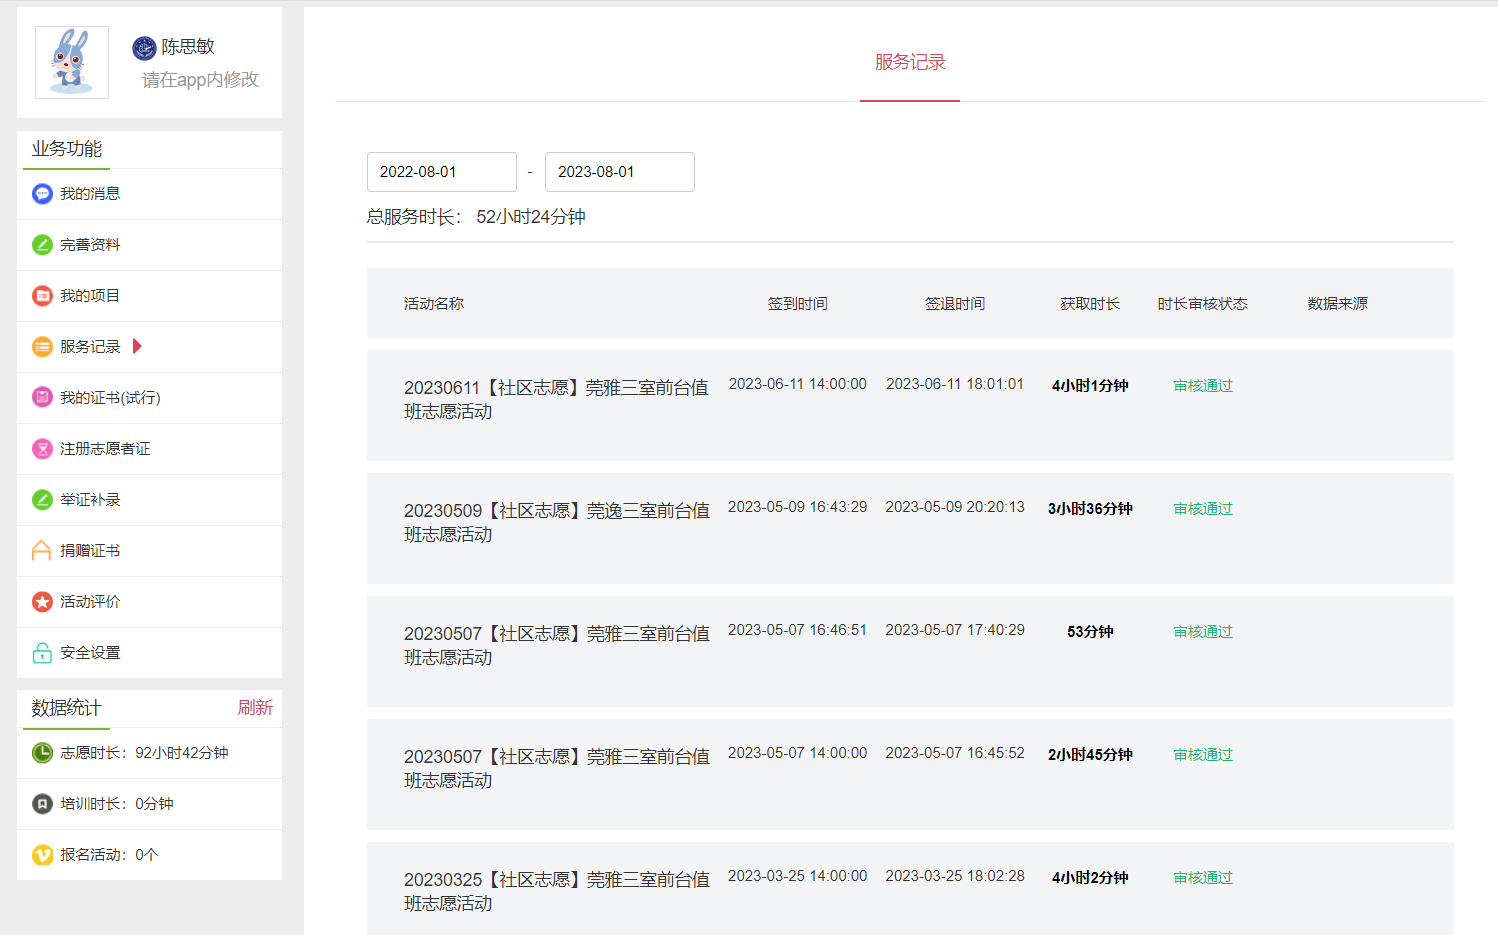 陈思敏
请在app内修改
业务功能
我的消息
完善资料
我的项目
服务记录
我的证书(试行)
注册志愿者证
举证补录
捐赠证书
活动评价
安全设置
数据统计 刷新
志愿时长：92小时42分钟
培训时长：0分钟
报名活动：0个
服务记录
2022-08-01 - 2023-08-01
总服务时长： 52小时24分钟
活动名称 签到时间 签退时间 获取时长 时长审核状态 数据来源
20230611【社区志愿】莞雅三室前台值 2023-06-11 14:00:00 2023-06-11 18:01:01 4小时1分钟 审核通过
班志愿活动
20230509【社区志愿】莞逸三室前台值 2023-05-09 16:43:29 2023-05-09 20:20:13 3小时36分钟 审核通过
班志愿活动
20230507【社区志愿】莞雅三室前台值 2023-05-07 16:46:51 2023-05-07 17:40:29 53分钟 审核通过
班志愿活动
20230507【社区志愿】莞雅三室前台值 2023-05-07 14:00:00 2023-05-07 16:45:52 2小时45分钟 审核通过
班志愿活动
20230325【社区志愿】莞雅三室前台值 2023-03-25 14:00:00 2023-03-25 18:02:28 4小时2分钟 审核通过
班志愿活动